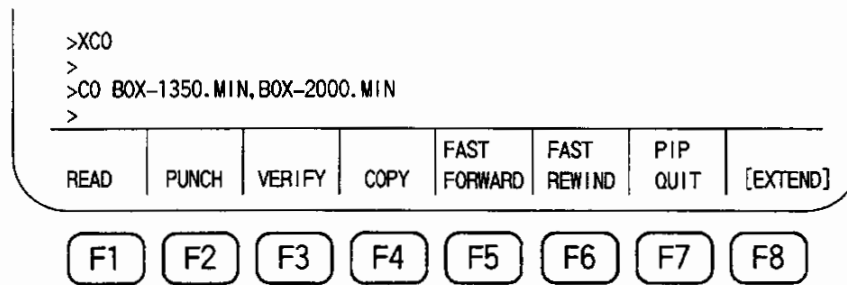 >XCO
>
>CO BOX-1350.MIN,BOX-2000.MIN
>
READ PUNCH VERIFY COPY FAST FORWARD FAST REWIND PIP QUIT [EXTEND]
F1 F2 F3 F4 F5 F6 F7 F8